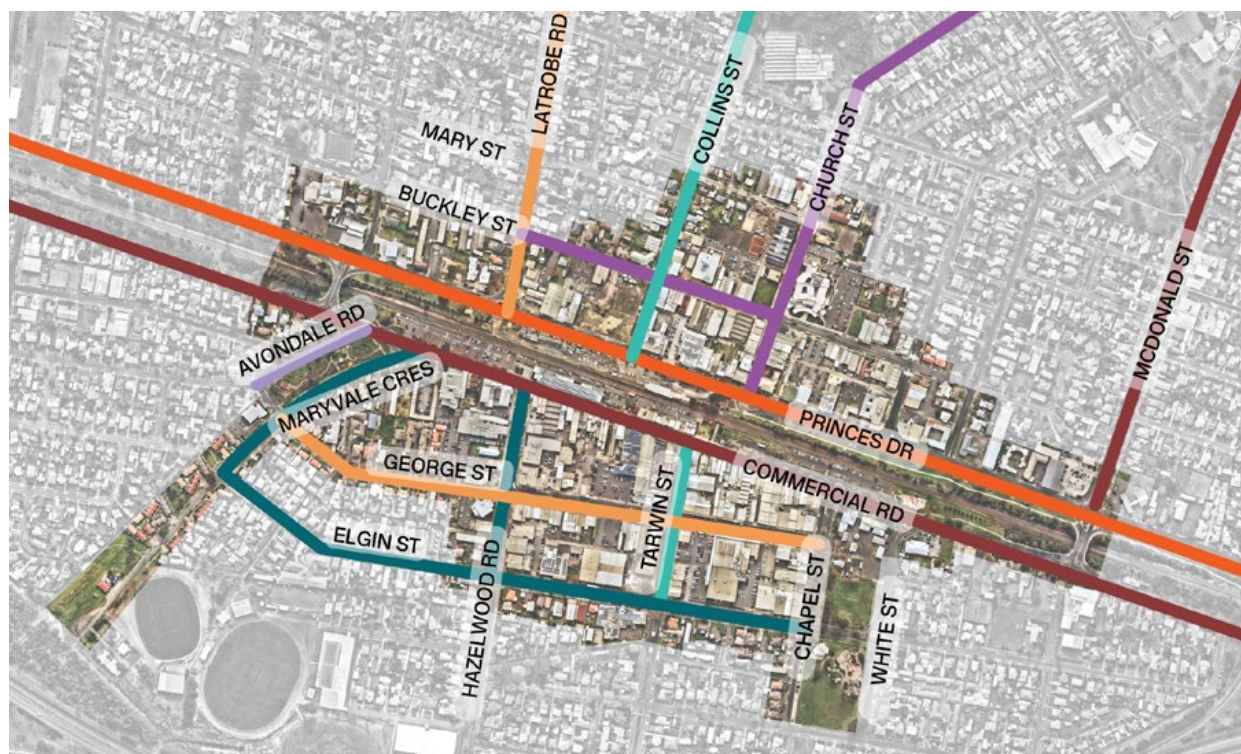 LATROBE RD
COLLINS ST
CHURCH ST
MARY ST
BUCKLEY ST
MCDONALD ST
AVONDALE RD
MARYVALE CRES
PRINCES DR
GEORGE ST
COMMERCIAL RD
TARWIN ST
ELGIN ST
HAZELWOOD RD
CHAPEL ST
WHITE ST